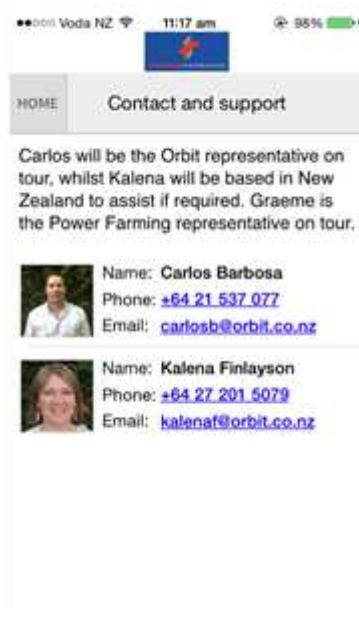 Voda NZ 11:17 am 98%
HOME Contact and support
Carlos will be the Orbit representative on
tour, whilst Kalena will be based in New
Zealand to assist if required. Graeme is
the Power Farming representative on tour.
Name: Carlos Barbosa
Phone: +64 21 537 077
Email: carlosb@orbit.co.nz
Name: Kalena Finlayson
Phone: +64 27 201 5079
Email: kalenaf@orbit.co.nz